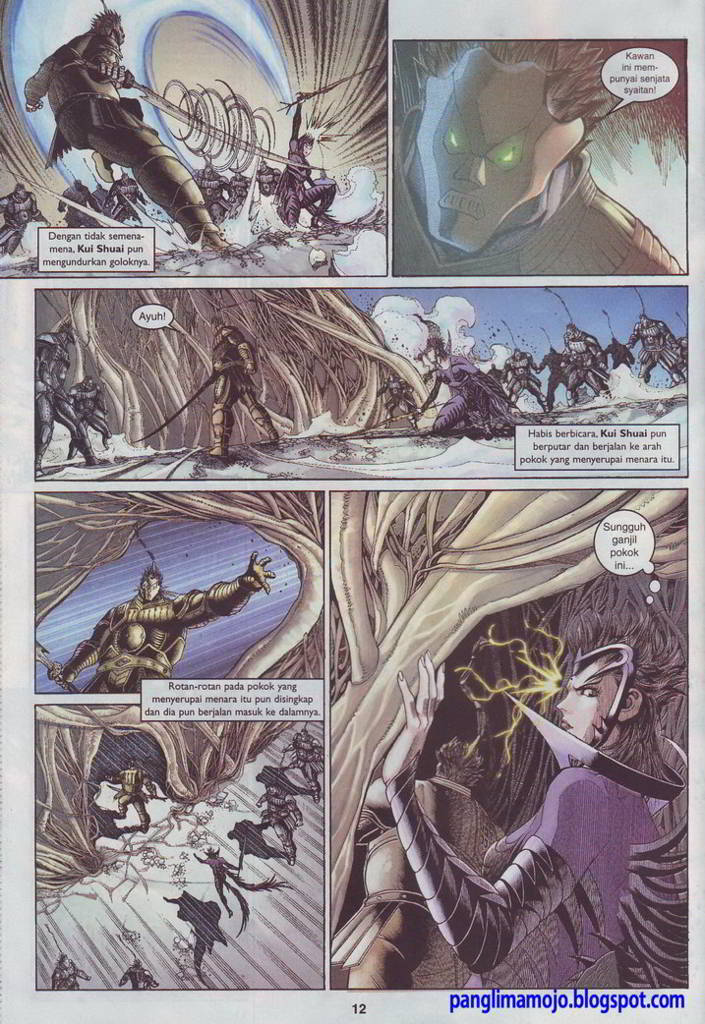 Dengan tidak semena-
mena, Kui Shuai pun
mengundurkan goloknya.
Kawan
ini mem-
punyai senjata
syaitan!
Ayuh!
Habis berbicara, Kui Shuai pun
berputar dan berjalan ke arah
pokok yang menyerupai menara itu.
Rotan-rotan pada pokok yang
menyerupai menara itu pun disingkap
dan dia pun berjalan masuk ke dalamnya.
Sungguh
ganjil
pokok
ini...
12
panglimamojo.blogspot.com